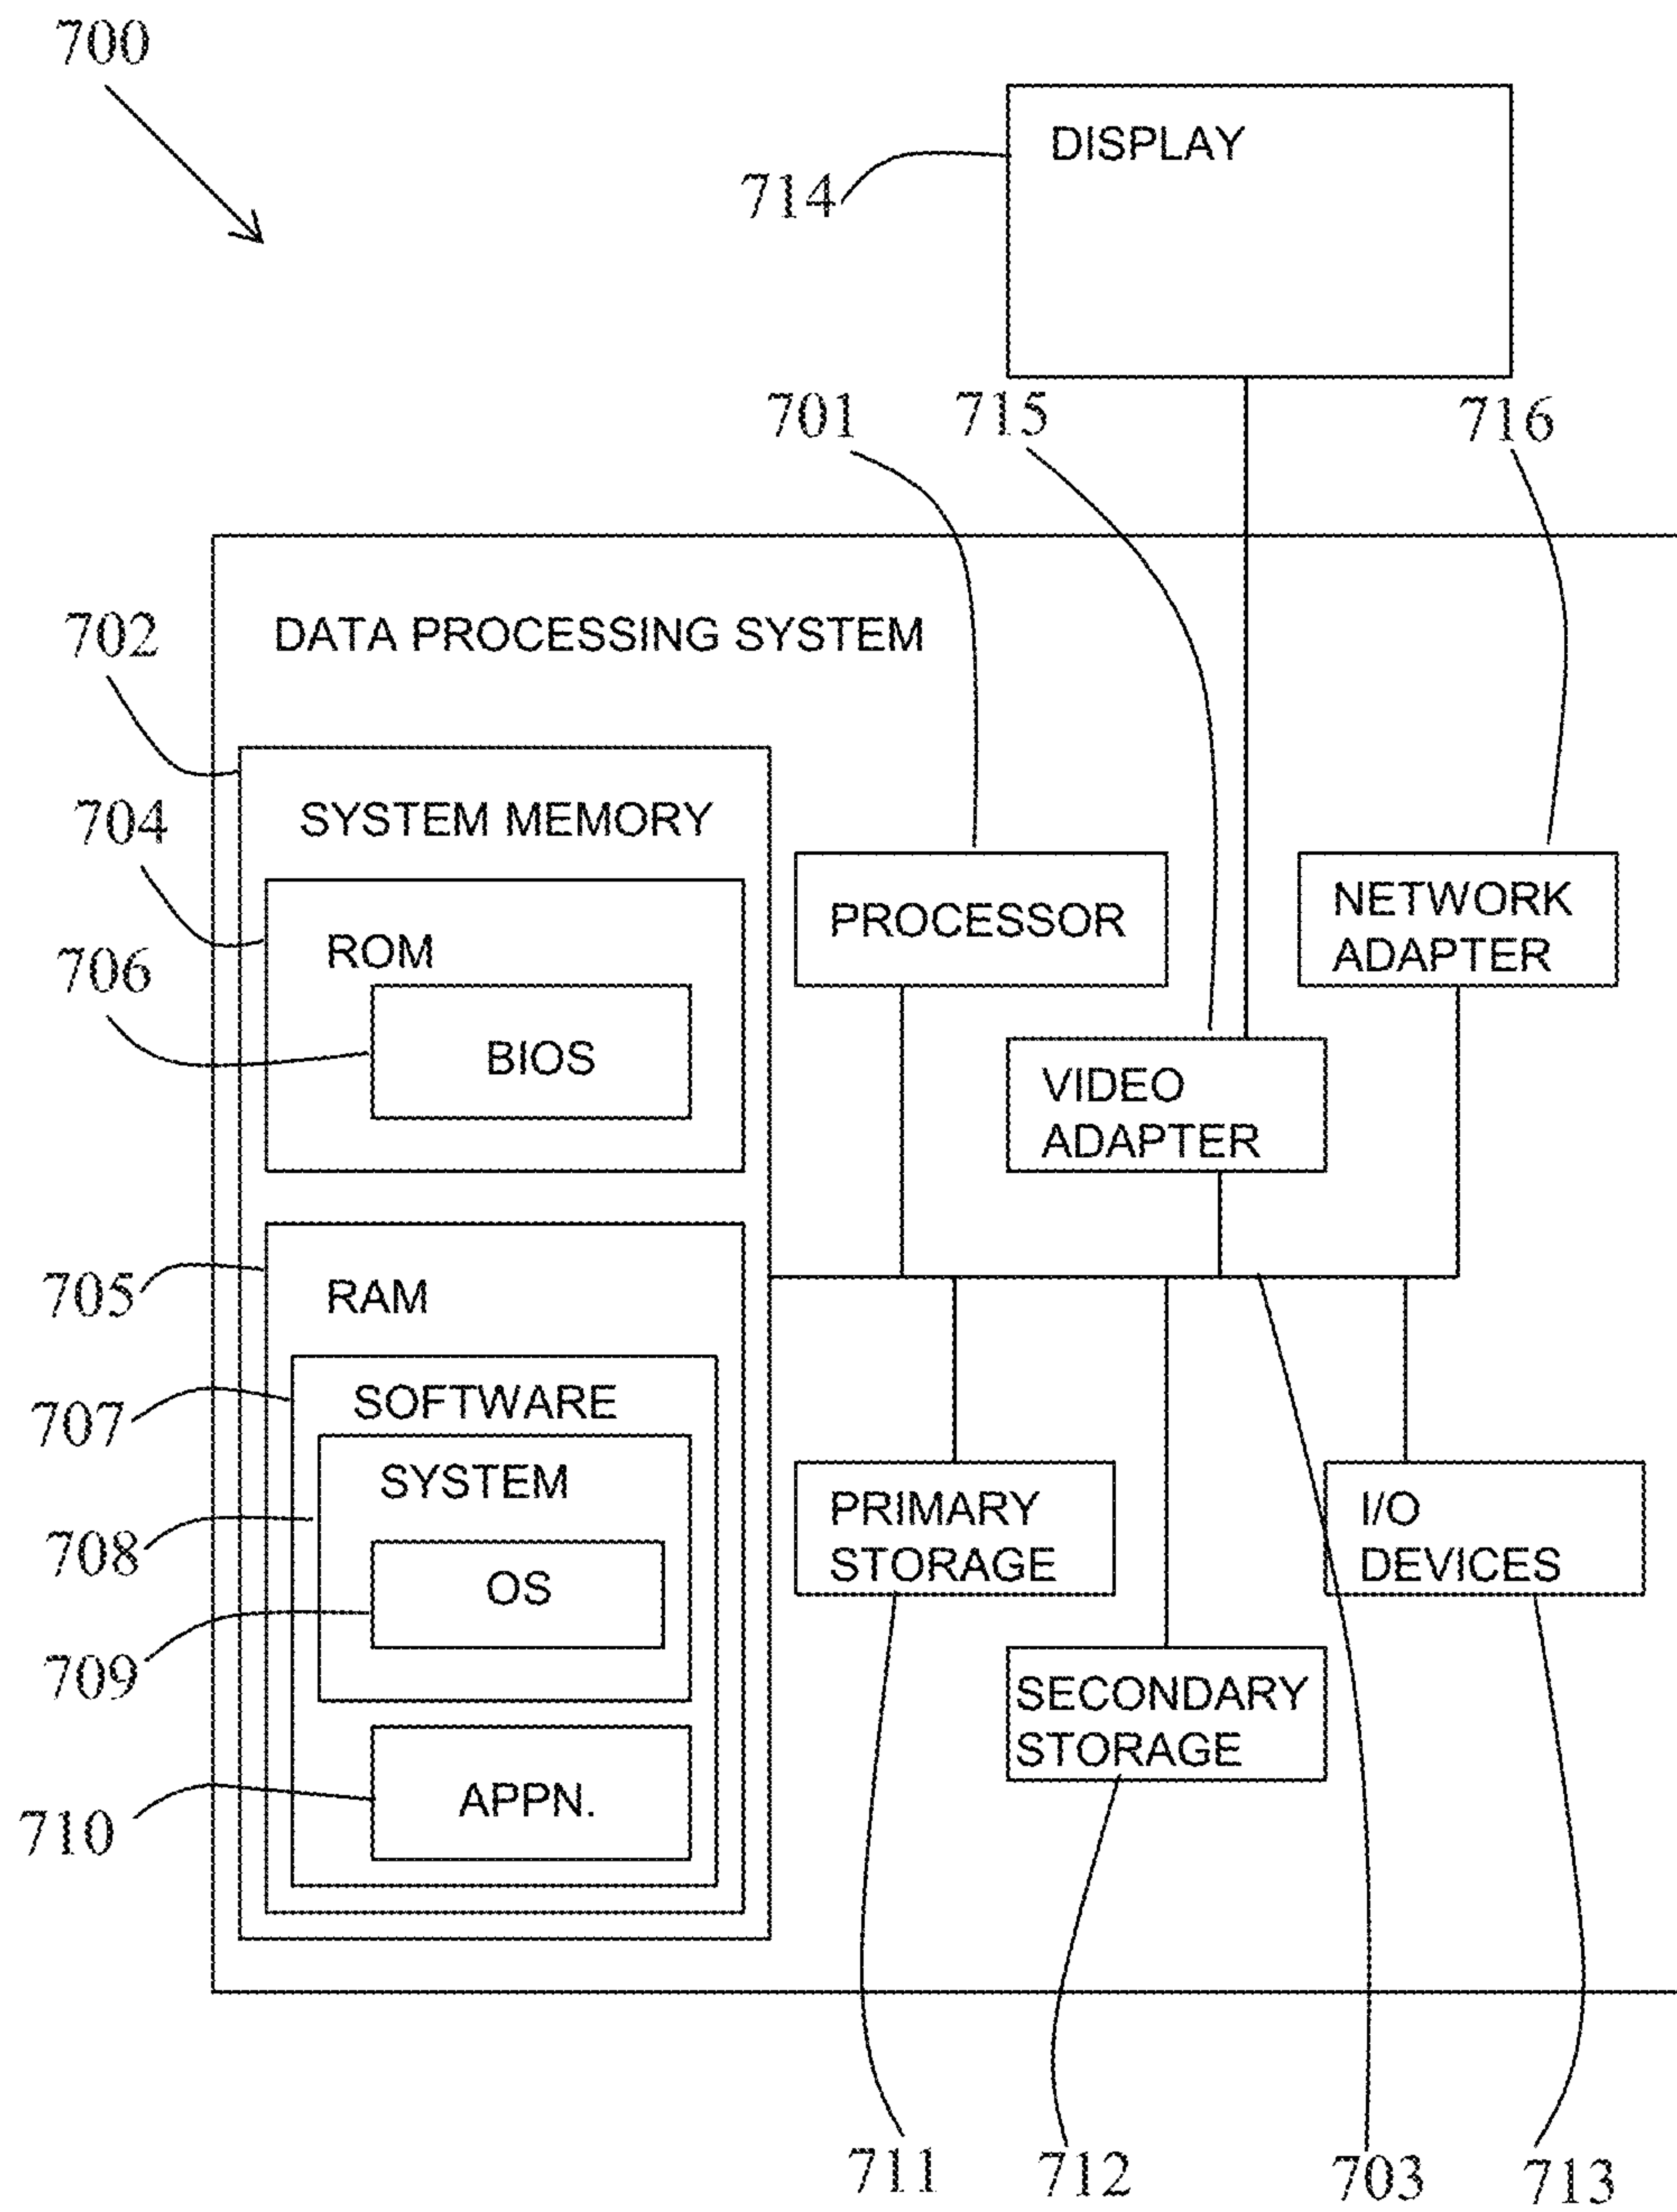 700
DISPLAY
714
701
715
716
702
DATA PROCESSING SYSTEM
SYSTEM MEMORY
704
PROCESSOR
NETWORK
ADAPTER
ROM
706
BIOS
VIDEO
ADAPTER
705
RAM
707
SOFTWARE
SYSTEM
708
OS
PRIMARY
STORAGE
I/O
DEVICES
709
SECONDARY
STORAGE
APPN.
710
711
712
703
713